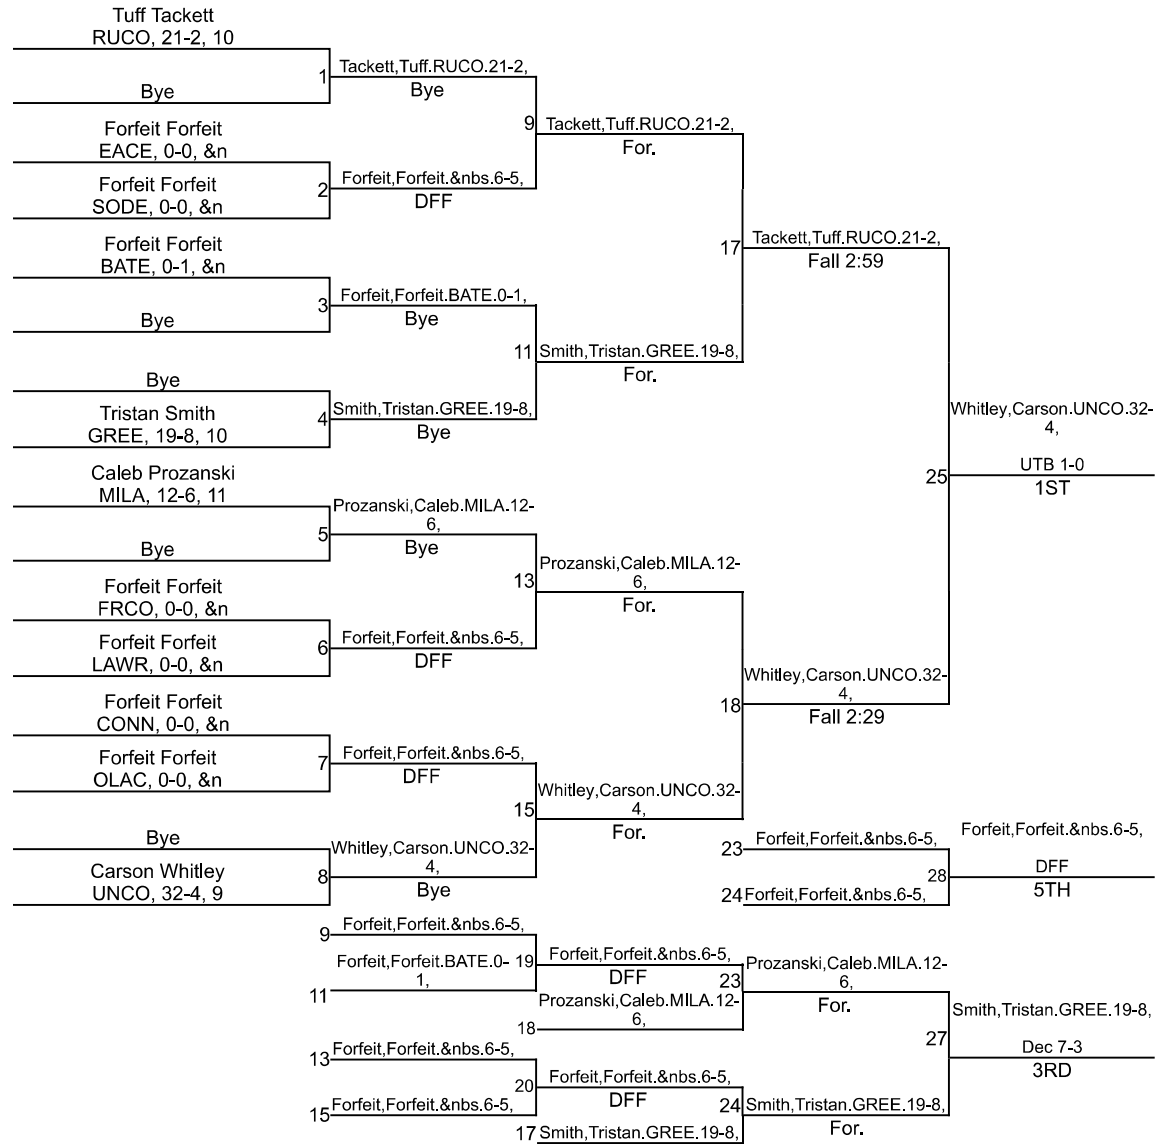 Tuff Tackett
RUCO, 21-2, 10
1
Tackett,Tuff.RUCO.21-2,
Bye
Bye
9
Tackett,Tuff.RUCO.21-2,
For.
Forfeit Forfeit
EACE, 0-0, &n
2
Forfeit,Forfeit.&nbs.6-5,
DFF
Forfeit Forfeit
SODE, 0-0, &n
17
Tackett,Tuff.RUCO.21-2,
Fall 2:59
Forfeit Forfeit
BATE, 0-1, &n
3
Forfeit,Forfeit.BATE.0-1,
Bye
Bye
11
Smith,Tristan.GREE.19-8,
For.
Bye
4
Smith,Tristan.GREE.19-8,
Bye
Tristan Smith
GREE, 19-8, 10
Whitley,Carson.UNCO.32-
4,
25
UTB 1-0
1ST
Caleb Prozanski
MILA, 12-6, 11
5
Prozanski,Caleb.MILA.12-
6,
Bye
Bye
13
Prozanski,Caleb.MILA.12-
6,
For.
Forfeit Forfeit
FRCO, 0-0, &n
6
Forfeit,Forfeit.&nbs.6-5,
DFF
Forfeit Forfeit
LAWR, 0-0, &n
18
Whitley,Carson.UNCO.32-
4,
Fall 2:29
Forfeit Forfeit
CONN, 0-0, &n
7
Forfeit,Forfeit.&nbs.6-5,
DFF
Forfeit Forfeit
OLAC, 0-0, &n
15
Whitley,Carson.UNCO.32-
4,
For.
Bye
8
Whitley,Carson.UNCO.32-
4,
Bye
Carson Whitley
UNCO, 32-4, 9
23
Forfeit,Forfeit.&nbs.6-5,
24
Forfeit,Forfeit.&nbs.6-5,
28
Forfeit,Forfeit.&nbs.6-5,
DFF
5TH
9
Forfeit,Forfeit.&nbs.6-5,
11
Forfeit,Forfeit.BATE.0-
1,
19
Forfeit,Forfeit.&nbs.6-5,
DFF
18
Prozanski,Caleb.MILA.12-
6,
23
Prozanski,Caleb.MILA.12-
6,
For.
27
Smith,Tristan.GREE.19-8,
Dec 7-3
3RD
13
Forfeit,Forfeit.&nbs.6-5,
15
Forfeit,Forfeit.&nbs.6-5,
20
Forfeit,Forfeit.&nbs.6-5,
DFF
17
Smith,Tristan.GREE.19-8,
24
Smith,Tristan.GREE.19-8,
For.